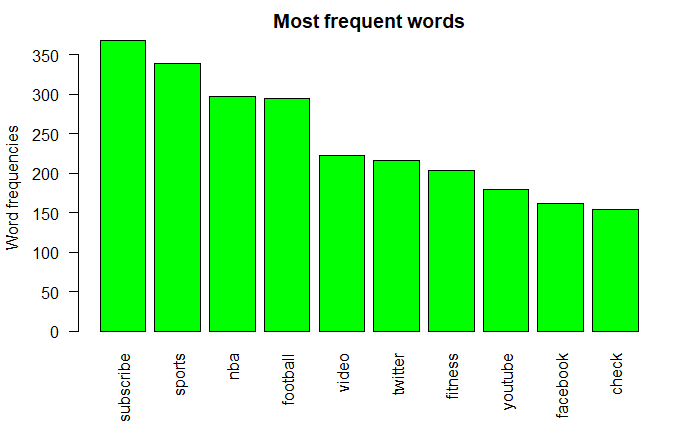 Most frequent words
Word frequencies
350
300
250
200
150
100
50
0
subscribe
sports
nba
football
video
twitter
fitness
youtube
facebook
check